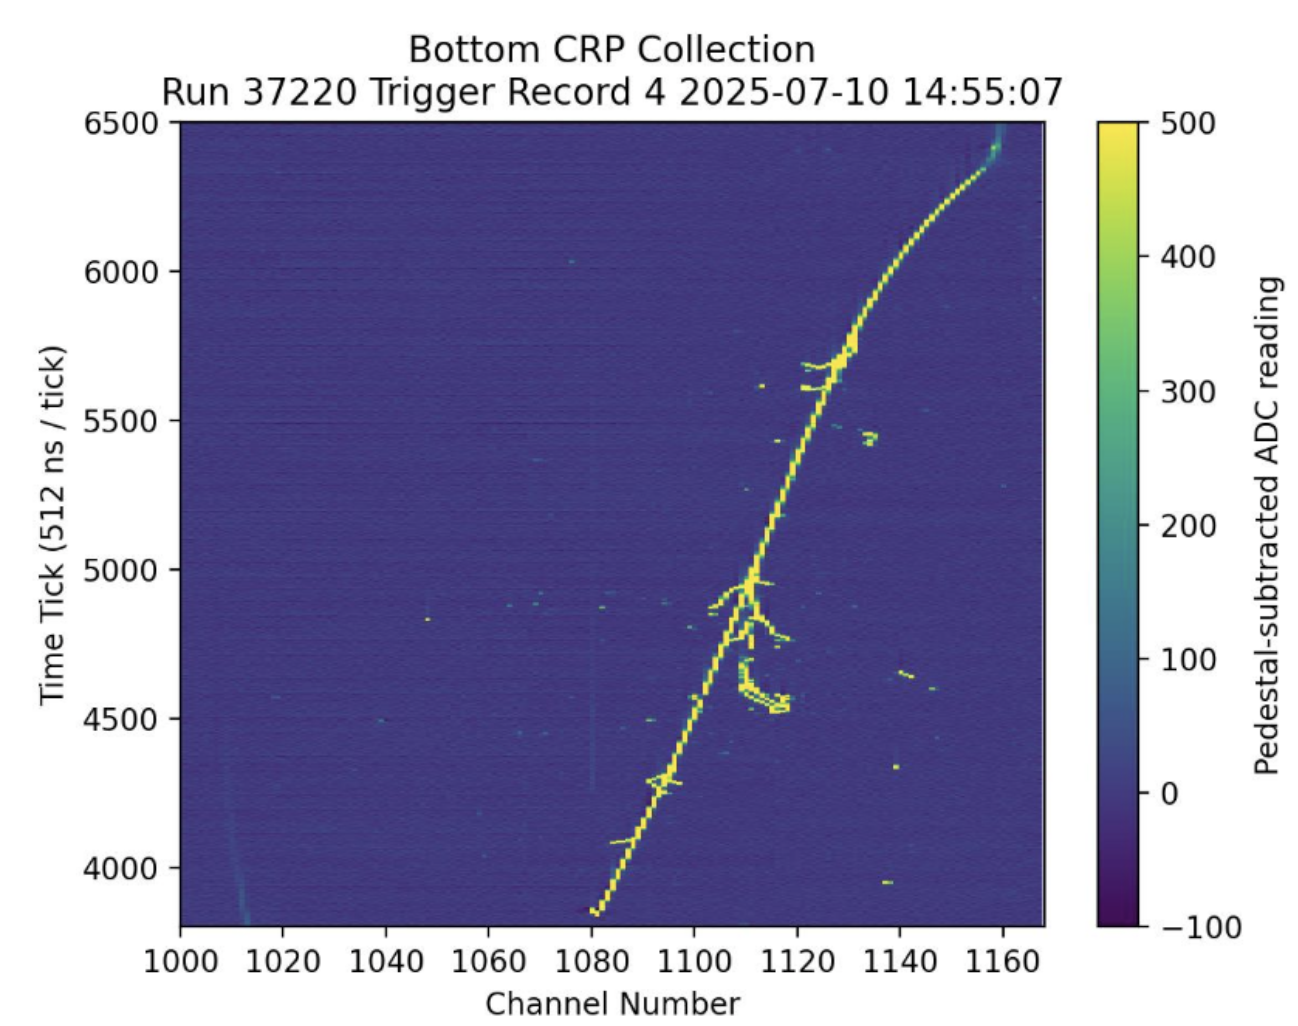 Bottom CRP Collection
Run 37220 Trigger Record 4 2025-07-10 14:55:07
6500
6000
5500
5000
4500
4000
Time Tick (512 ns / tick)
1000 1020 1040 1060 1080 1100 1120 1140 1160
Channel Number
500
400
300
200
100
0
−100
Pedestal-subtracted ADC reading